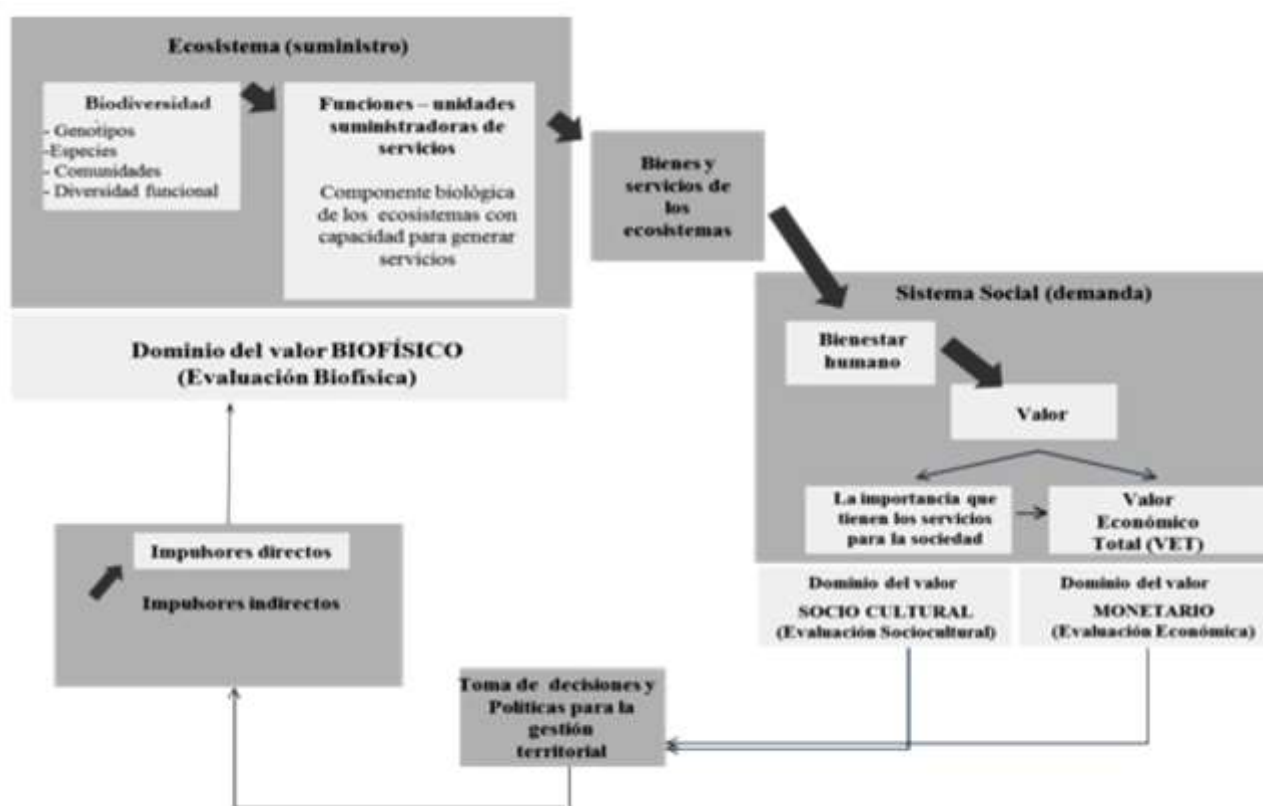 Ecosistema (suministro)
Biodiversidad
- Genotipos
-Especies
- Comunidades
- Diversidad funcional
Funciones – unidades
suministradoras de
servicios
Componente biológica
de los ecosistemas con
capacidad para generar
servicios
Bienes y
servicios de
los
ecosistemas
Dominio del valor BIOFÍSICO
(Evaluación Biofísica)
Sistema Social (demanda)
Bienestar
humano
Valor
La importancia que
tienen los servicios
para la sociedad
Valor
Económico
Total (VET)
Dominio del valor
SOCIO CULTURAL
(Evaluación Sociocultural)
Dominio del valor
MONETARIO
(Evaluación Económica)
Impulsores directos
Impulsores indirectos
Toma de decisiones y
Políticas para la
gestión
territorial